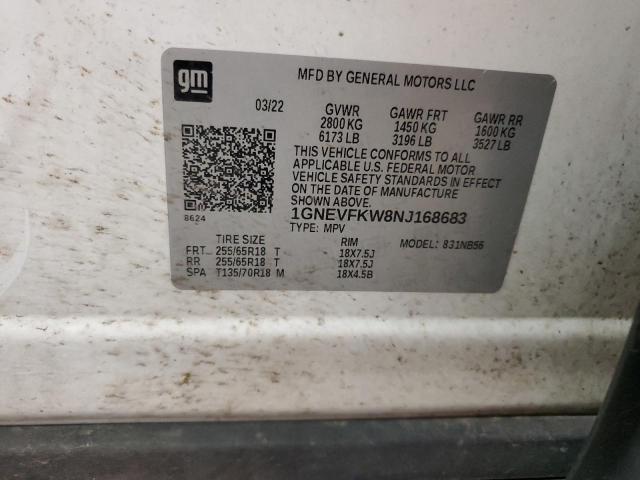 gm
MFD BY GENERAL MOTORS LLC
03/22 GVWR GAWR FRT GAWR RR
2800 KG 1450 KG 1600 KG
6173 LB 3196 LB 3527 LB
THIS VEHICLE CONFORMS TO ALL
APPLICABLE U.S. FEDERAL MOTOR
VEHICLE SAFETY STANDARDS IN EFFECT
ON THE DATE OF MANUFACTURE
SHOWN ABOVE.
8624
1GNEVFKW8NJ168683
TYPE: MPV
TIRE SIZE RIM MODEL: 831NB56
FRT 255/65R18 T 18X7.5J
RR 255/65R18 T 18X7.5J
SPA T135/70R18 M 18X4.5B